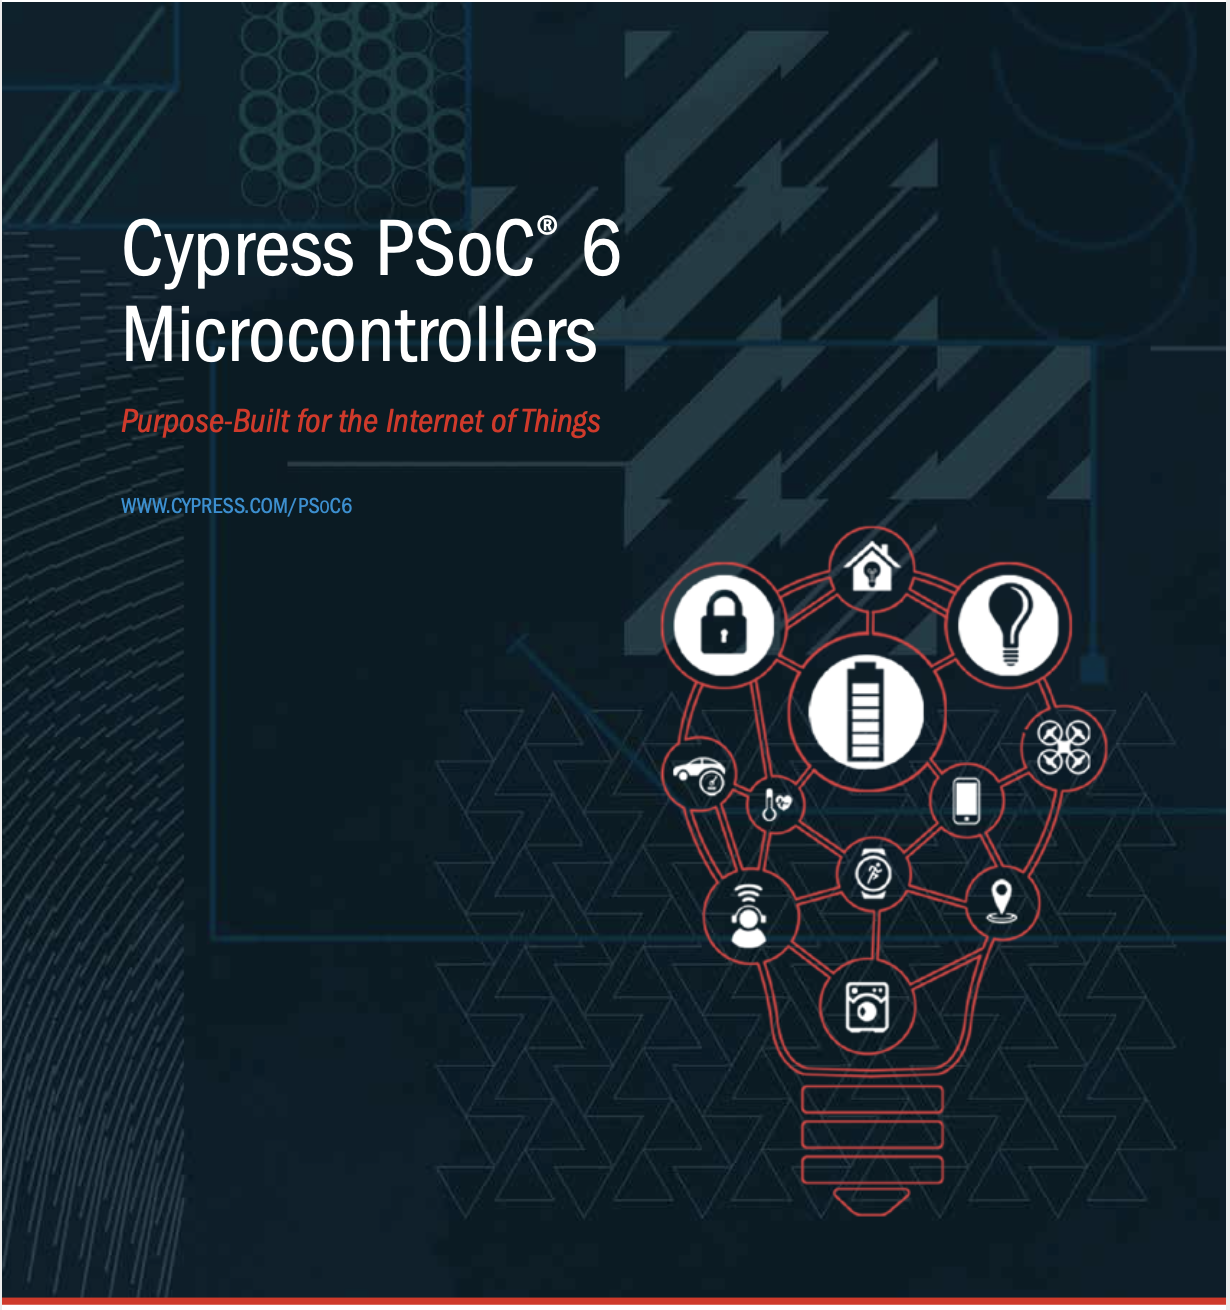 Cypress PSoC® 6
Microcontrollers
Purpose-Built for the Internet of Things
WWW.CYPRESS.COM/PSoC6